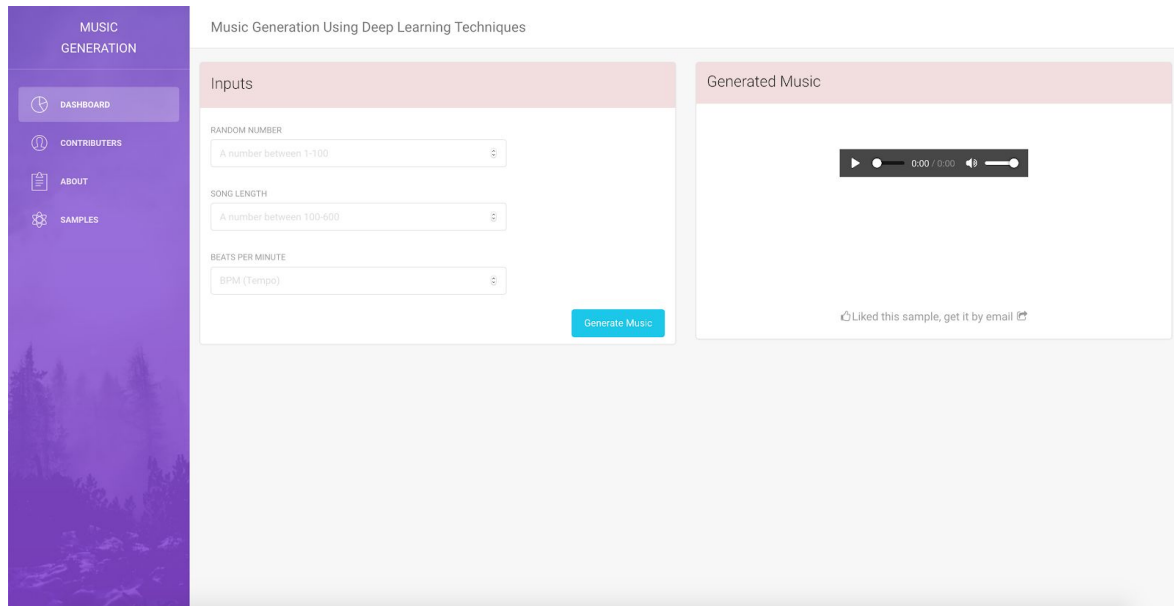 MUSIC
GENERATION
DASHBOARD
CONTRIBUTERS
ABOUT
SAMPLES
Music Generation Using Deep Learning Techniques
Inputs
RANDOM NUMBER
A number between 1-100
SONG LENGTH
A number between 100-600
BEATS PER MINUTE
BPM (Tempo)
Generate Music
Generated Music
0:00 / 0:00
Liked this sample, get it by email